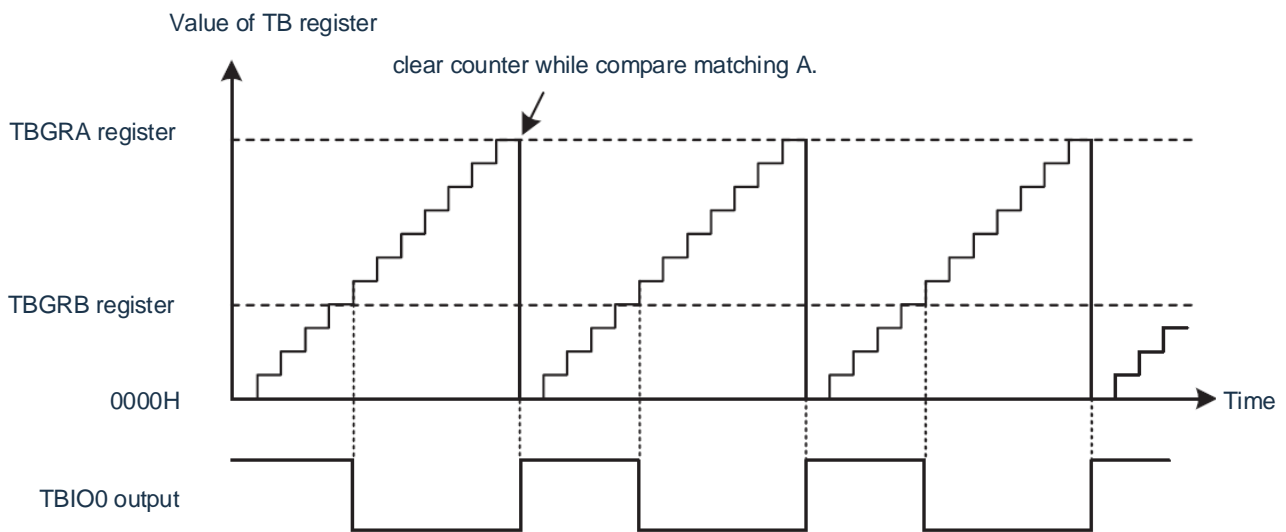 Value of TB register
clear counter while compare matching A.
TBGRA register
TBGRB register
0000H
Time
TBIO0 output